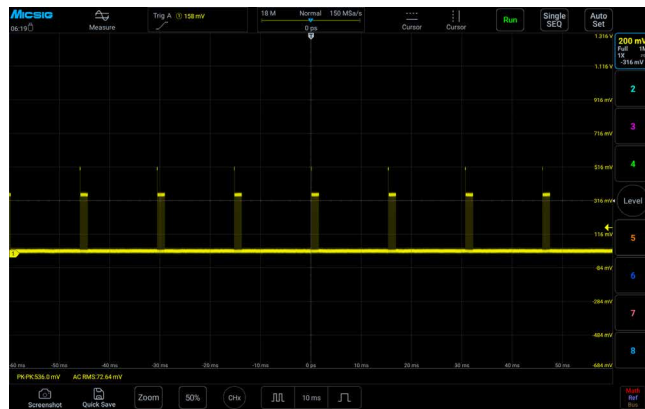 Micsig
06:19
Measure
Trig A 1 158 mV
18 M Normal 150 MSa/s
0 ps
Cursor
Cursor
Run
Single SEQ
Auto Set
200 mV
Full 1M
1X
-316 mV
1.316 V
1.116 V
916 mV
716 mV
516 mV
316 mV
116 mV
-84 mV
-284 mV
-484 mV
-684 mV
2
3
4
Level
5
6
7
8
1
-60 ms -50 ms -40 ms -30 ms -20 ms -10 ms 0 ps 10 ms 20 ms 30 ms 40 ms 50 ms
PK-PK:536.0 mV AC RMS:72.64 mV
Screenshot
Quick Save
Zoom
50%
CHx
10 ms
Math
Ref
Bus